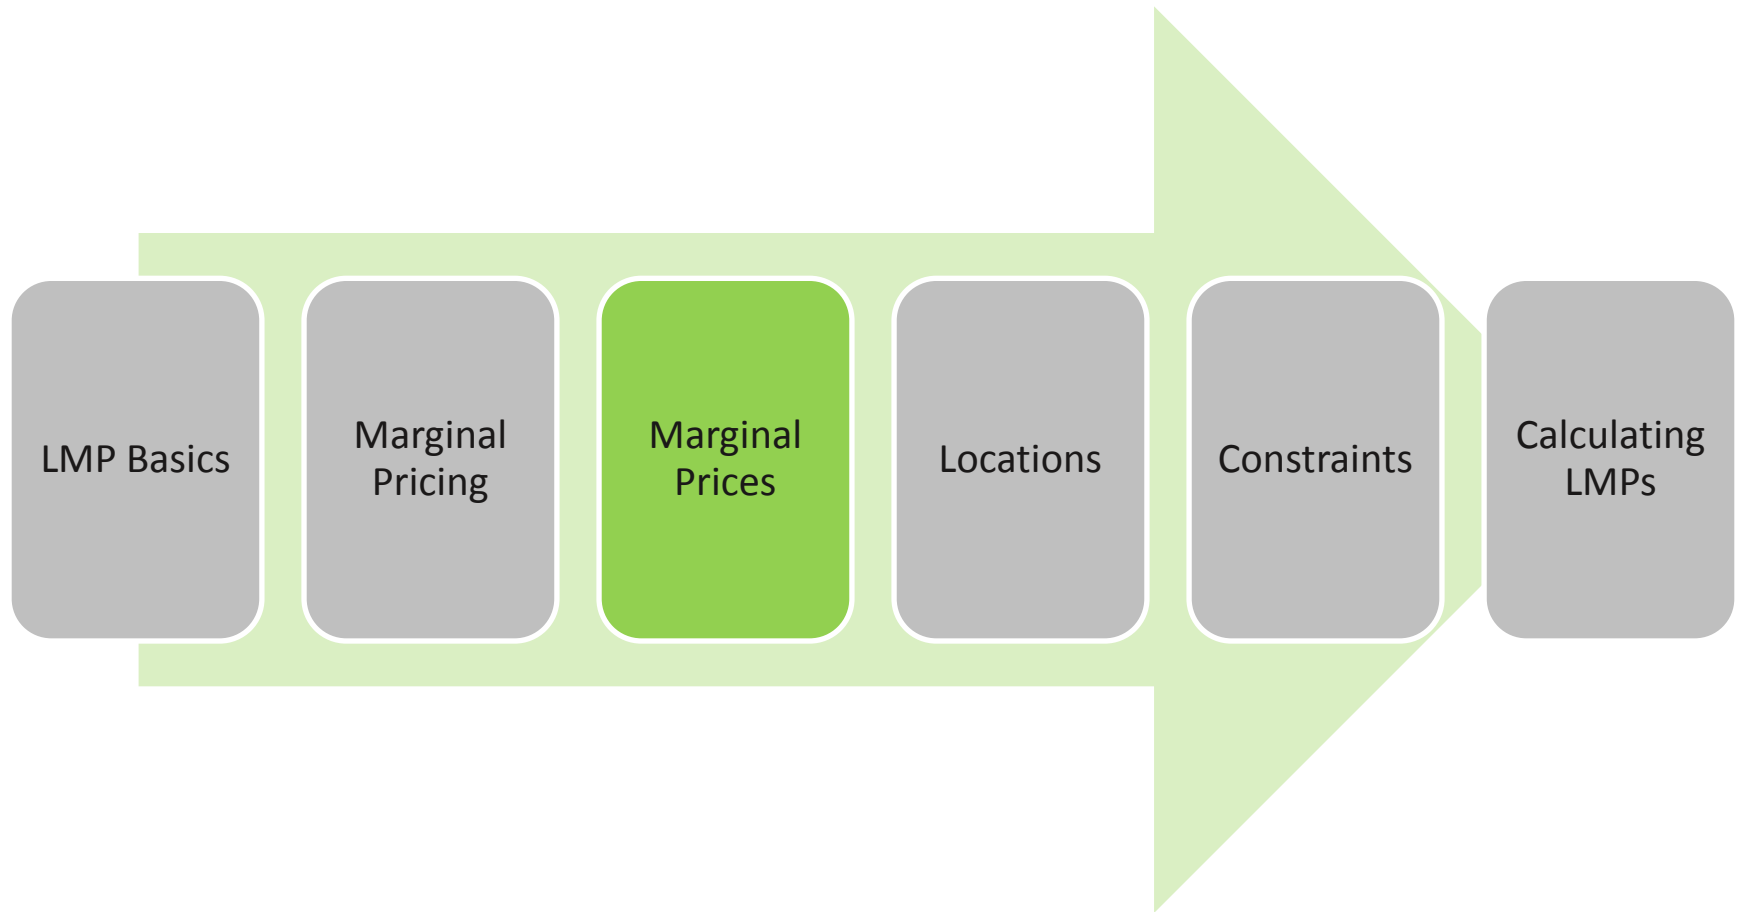 LMP Basics
Marginal
Pricing
Marginal
Prices
Locations
Constraints
Calculating
LMPs